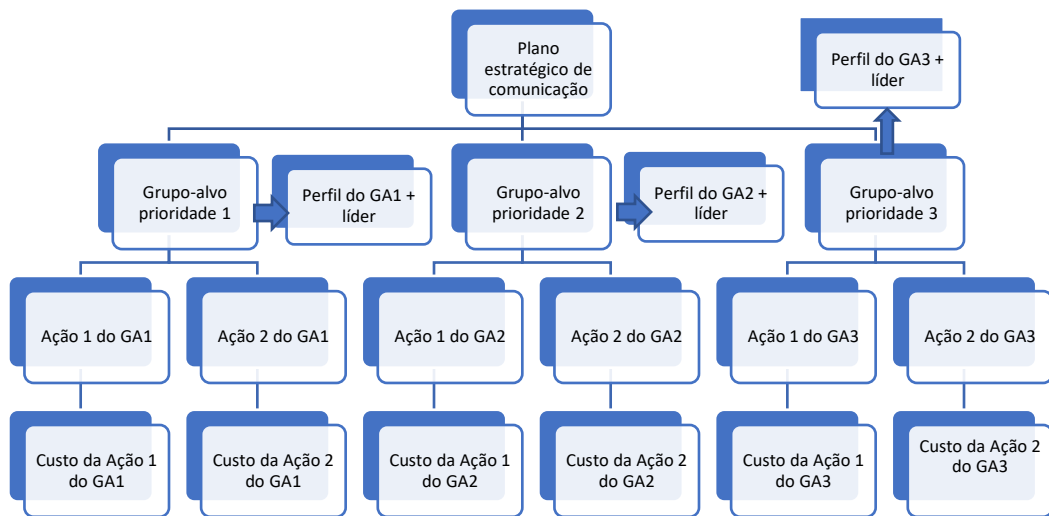 Plano
estratégico de
comunicação
Perfil do GA3 +
líder
Grupo-alvo
prioridade 1
Perfil do GA1 +
líder
Grupo-alvo
prioridade 2
Perfil do GA2 +
líder
Grupo-alvo
prioridade 3
Ação 1 do GA1
Ação 2 do GA1
Ação 1 do GA2
Ação 2 do GA2
Ação 1 do GA3
Ação 2 do GA3
Custo da Ação 1
do GA1
Custo da Ação 2
do GA1
Custo da Ação 1
do GA2
Custo da Ação 2
do GA2
Custo da Ação 1
do GA3
Custo da Ação 2
do GA3